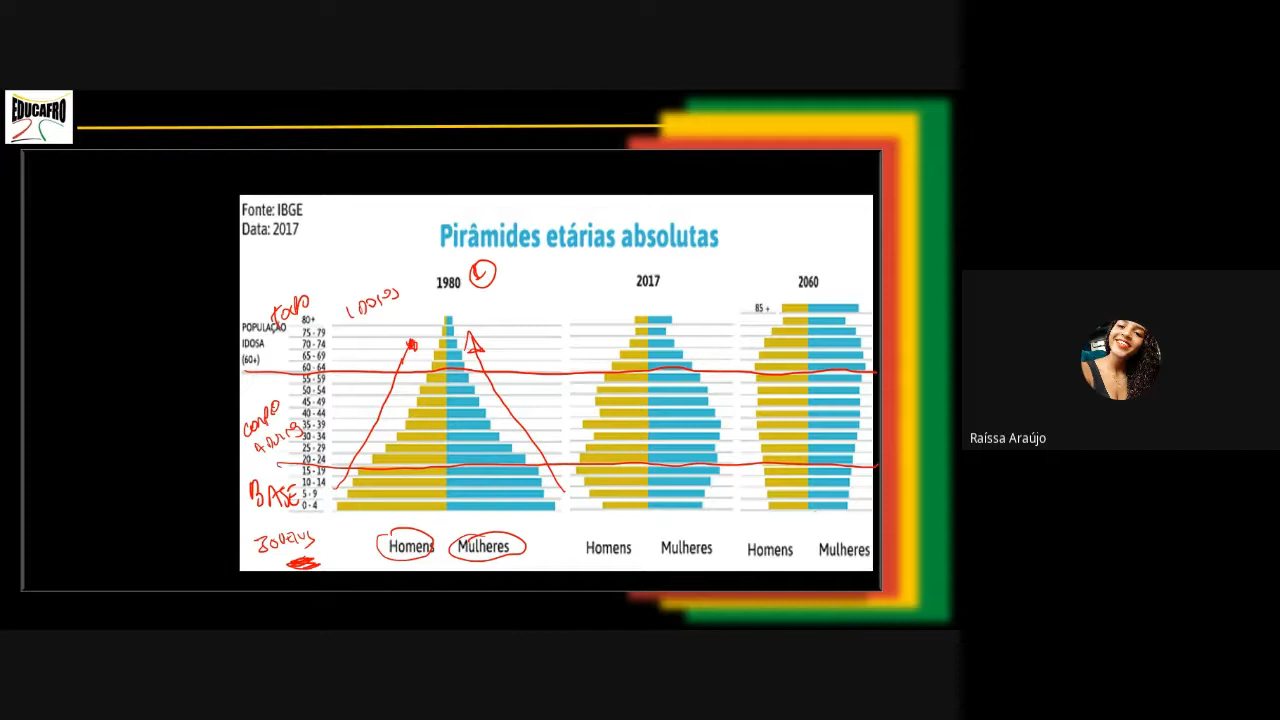 EDUCAFRO
Fonte: IBGE
Data: 2017
Pirâmides etárias absolutas
1980
2017
2060
TOPO
IDOSOS
85 +
POPULAÇÃO
IDOSA
(60+)
80+
75 - 79
70 - 74
65 - 69
60 - 64
55 - 59
50 - 54
45 - 49
40 - 44
35 - 39
30 - 34
25 - 29
20 - 24
15 - 19
10 - 14
5 - 9
0 - 4
CORPO
BASE
JOVENS
Homens Mulheres
Homens Mulheres
Homens Mulheres
Raíssa Araújo